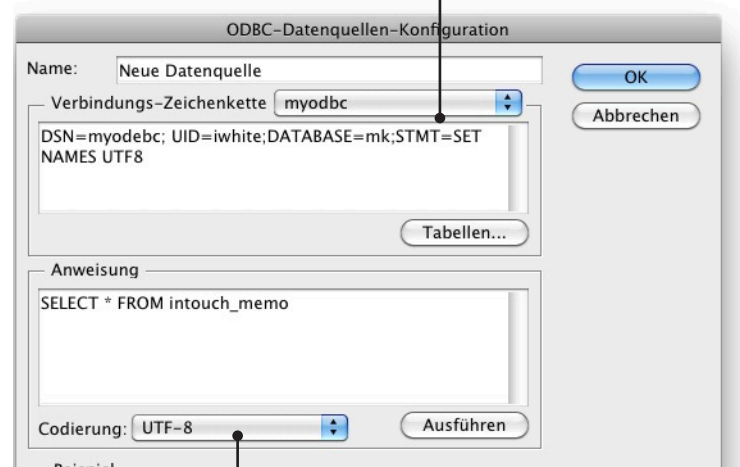 ODBC-Datenquellen-Konfiguration
Name: Neue Datenquelle
OK
Verbindungs-Zeichenkette myodbc
Abbrechen
DSN=myodebc; UID=iwhite;DATABASE=mk;STMT=SET
NAMES UTF8
Tabellen...
Anweisung
SELECT * FROM intouch_memo
Codierung: UTF-8
Ausführen
Beispiel